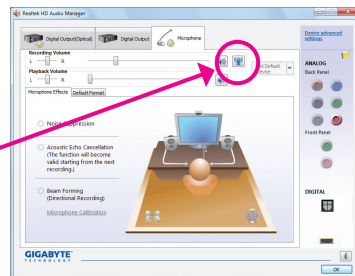 Realtek HD Audio Manager
Digital Output(Optical)
Digital Output
Microphone
Device advanced
settings
Recording Volume
L
R
Set Default
Device
Playback Volume
L
R
ANALOG
Back Panel
Microphone Effects
Default Format
Noise Suppression
Acoustic Echo Cancellation
(The function will become
valid starting from the next
recording.)
Front Panel
Beam Forming
(Directional Recording)
Microphone Calibration
DIGITAL
GIGABYTE
TECHNOLOGY
OK